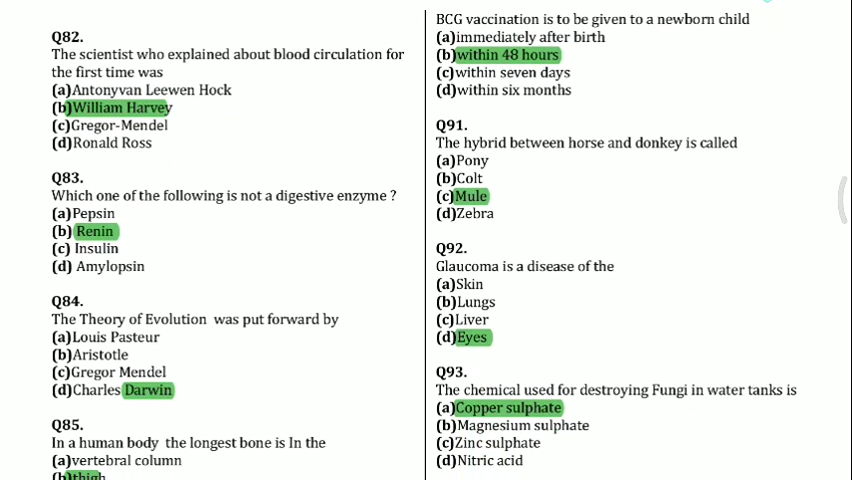 Q82.
The scientist who explained about blood circulation for
the first time was
(a)Antonyvan Leewen Hock
(b)William Harvey
(c)Gregor-Mendel
(d)Ronald Ross
Q83.
Which one of the following is not a digestive enzyme ?
(a)Pepsin
(b) Renin
(c) Insulin
(d) Amylopsin
Q84.
The Theory of Evolution was put forward by
(a)Louis Pasteur
(b)Aristotle
(c)Gregor Mendel
(d)Charles Darwin
Q85.
In a human body the longest bone is In the
(a)vertebral column
(b)thigh
BCG vaccination is to be given to a newborn child
(a)immediately after birth
(b)within 48 hours
(c)within seven days
(d)within six months
Q91.
The hybrid between horse and donkey is called
(a)Pony
(b)Colt
(c)Mule
(d)Zebra
Q92.
Glaucoma is a disease of the
(a)Skin
(b)Lungs
(c)Liver
(d)Eyes
Q93.
The chemical used for destroying Fungi in water tanks is
(a)Copper sulphate
(b)Magnesium sulphate
(c)Zinc sulphate
(d)Nitric acid